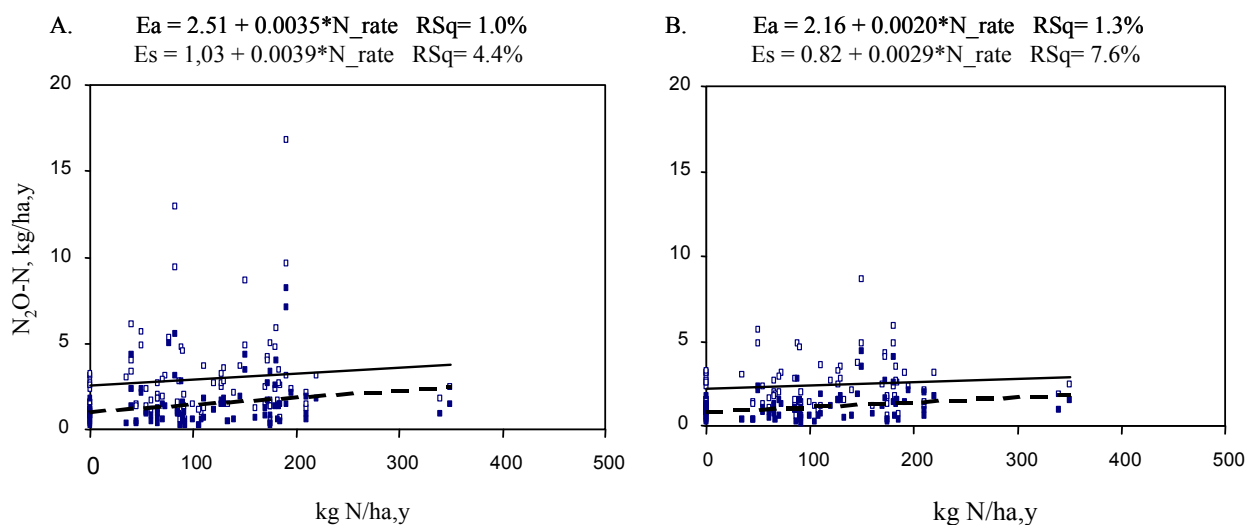 A. Ea = 2.51 + 0.0035*N_rate RSq= 1.0%
Es = 1,03 + 0.0039*N_rate RSq= 4.4%
20
15
10
5
0
N₂O-N, kg/ha,y
0 100 200 300 400 500
kg N/ha,y
B. Ea = 2.16 + 0.0020*N_rate RSq= 1.3%
Es = 0.82 + 0.0029*N_rate RSq= 7.6%
20
15
10
5
0
0 100 200 300 400 500
kg N/ha,y